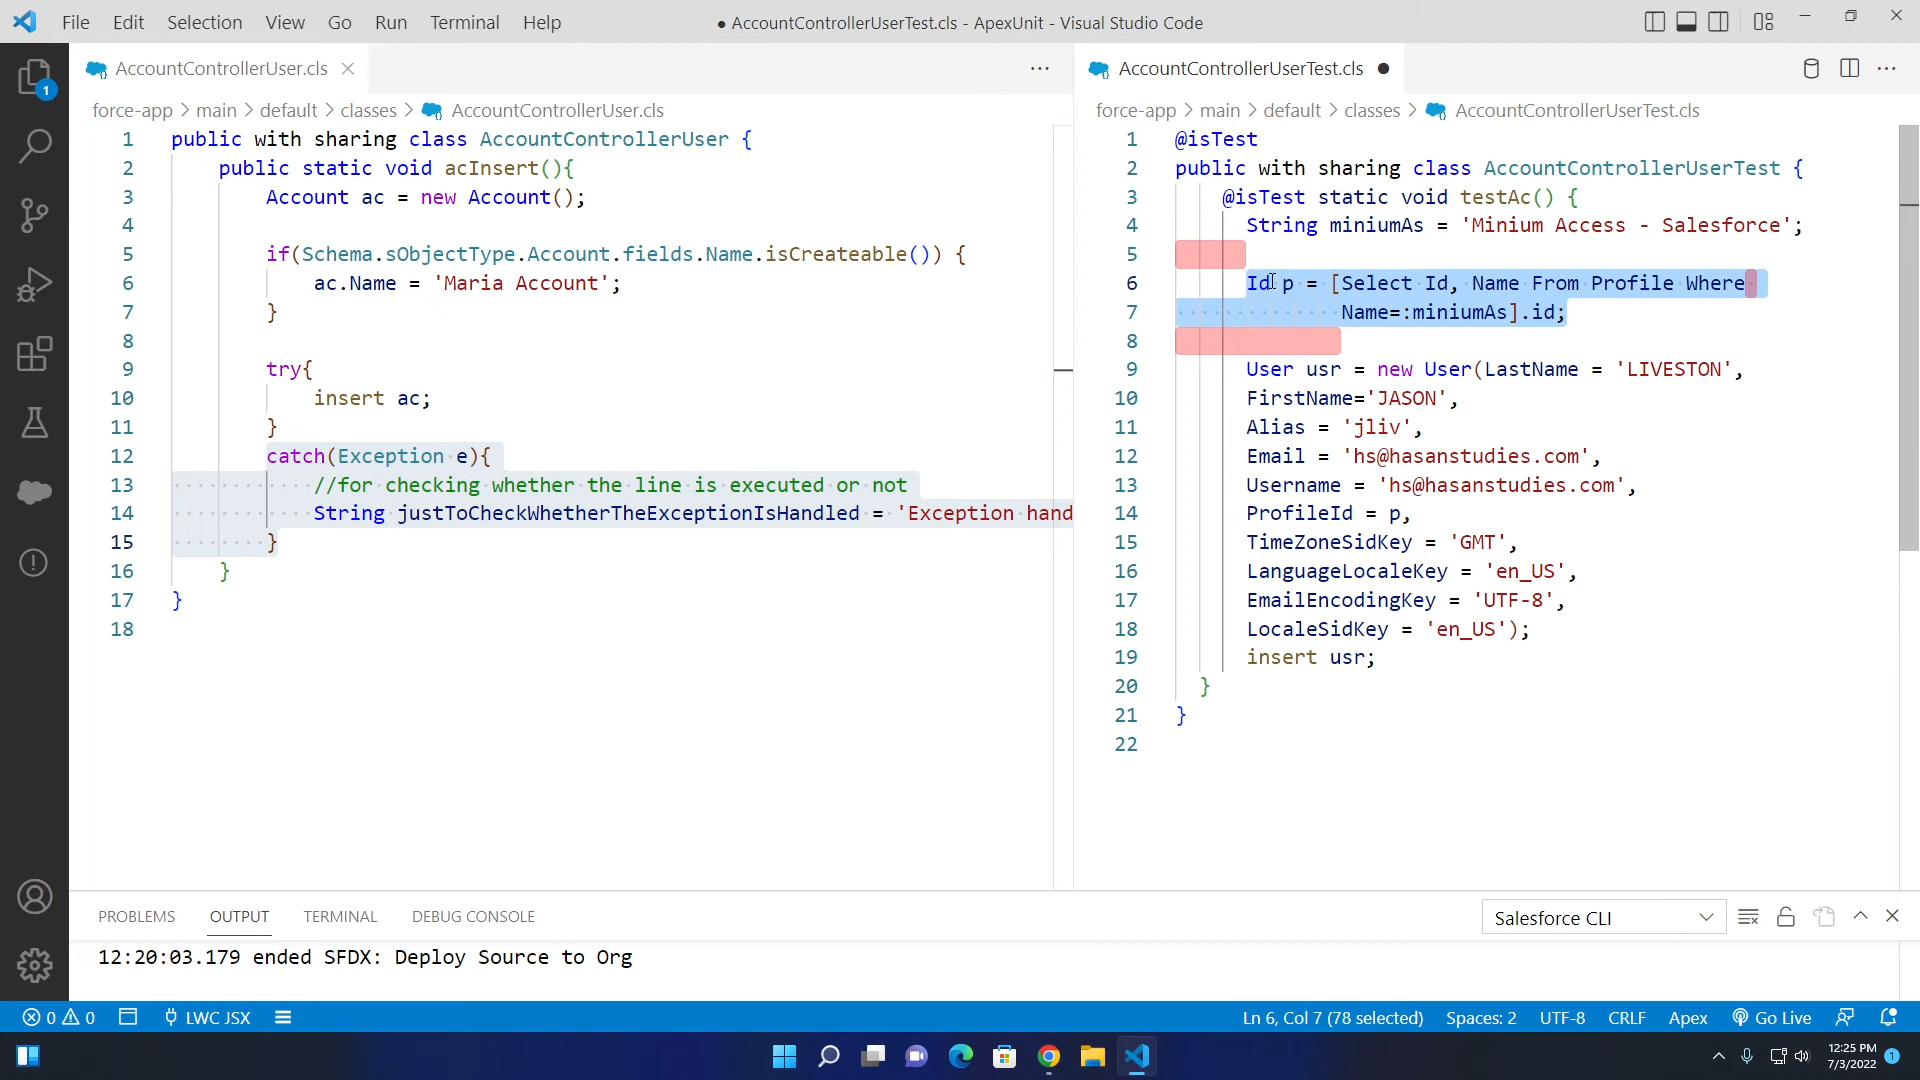 File Edit Selection View Go Run Terminal Help
● AccountControllerUserTest.cls - ApexUnit - Visual Studio Code
1
AccountControllerUser.cls
force-app > main > default > classes > AccountControllerUser.cls
1 public with sharing class AccountControllerUser {
2 public static void acInsert(){
3 Account ac = new Account();
4
5 if(Schema.sObjectType.Account.fields.Name.isCreateable()) {
6 ac.Name = 'Maria Account';
7 }
8
9 try{
10 insert ac;
11 }
12 catch(Exception e){
13 //for checking whether the line is executed or not
14 String justToCheckWhetherTheExceptionIsHandled = 'Exception hand
15 }
16 }
17 }
18
AccountControllerUserTest.cls ●
force-app > main > default > classes > AccountControllerUserTest.cls
1 @isTest
2 public with sharing class AccountControllerUserTest {
3 @isTest static void testAc() {
4 String miniumAs = 'Minium Access - Salesforce';
5
6 Id p = [Select Id, Name From Profile Where
7 Name=:miniumAs].id;
8
9 User usr = new User(LastName = 'LIVESTON',
10 FirstName='JASON',
11 Alias = 'jliv',
12 Email = 'hs@hasanstudies.com',
13 Username = 'hs@hasanstudies.com',
14 ProfileId = p,
15 TimeZoneSidKey = 'GMT',
16 LanguageLocaleKey = 'en_US',
17 EmailEncodingKey = 'UTF-8',
18 LocaleSidKey = 'en_US');
19 insert usr;
20 }
21 }
22
PROBLEMS OUTPUT TERMINAL DEBUG CONSOLE
Salesforce CLI
12:20:03.179 ended SFDX: Deploy Source to Org
0 0 LWC JSX
Ln 6, Col 7 (78 selected) Spaces: 2 UTF-8 CRLF Apex Go Live
12:25 PM
7/3/2022
1